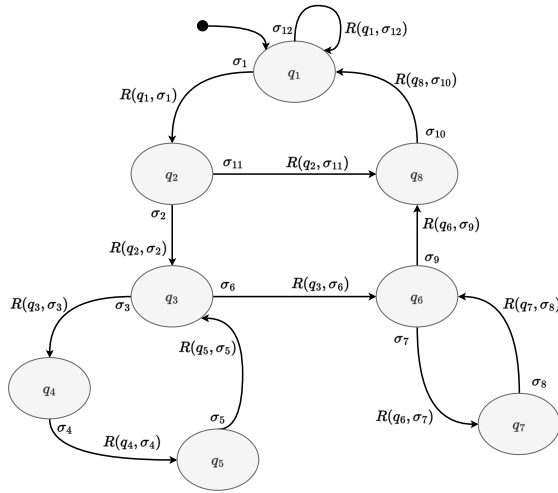 σ₁₂
R(q₁, σ₁₂)
σ₁
q₁
R(q₈, σ₁₀)
R(q₁, σ₁)
σ₁₀
q₂
σ₁₁
R(q₂, σ₁₁)
q₈
σ₂
R(q₂, σ₂)
R(q₆, σ₉)
σ₉
R(q₃, σ₃)
σ₃
q₃
σ₆
R(q₃, σ₆)
q₆
R(q₇, σ₈)
R(q₅, σ₅)
σ₇
q₄
σ₈
σ₄
R(q₄, σ₄)
σ₅
q₅
R(q₆, σ₇)
q₇